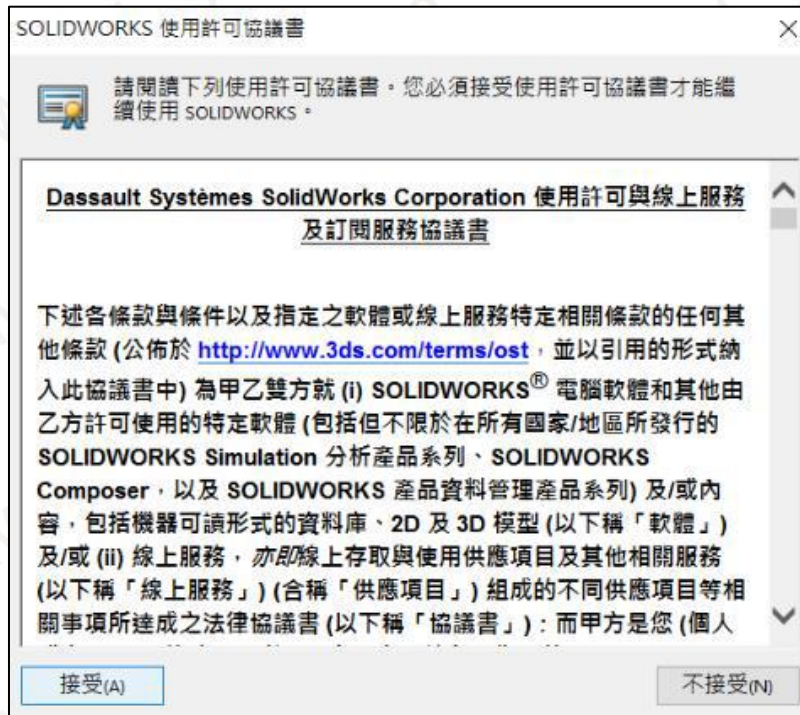 SOLIDWORKS 使用許可協議書
請閱讀下列使用許可協議書。您必須接受使用許可協議書才能繼
續使用 SOLIDWORKS。
Dassault Systèmes SolidWorks Corporation 使用許可與線上服務
及訂閱服務協議書
下述各條款與條件以及指定之軟體或線上服務特定相關條款的任何其
他條款 (公佈於 http://www.3ds.com/terms/ost，並以引用的形式納
入此協議書中) 為甲乙雙方就 (i) SOLIDWORKS® 電腦軟體和其他由
乙方許可使用的特定軟體 (包括但不限於在所有國家/地區所發行的
SOLIDWORKS Simulation 分析產品系列、SOLIDWORKS
Composer，以及 SOLIDWORKS 產品資料管理產品系列) 及/或內
容，包括機器可讀形式的資料庫、2D 及 3D 模型 (以下稱「軟體」)
及/或 (ii) 線上服務，亦即線上存取與使用供應項目及其他相關服務
(以下稱「線上服務」) (合稱「供應項目」) 組成的不同供應項目等相
關事項所達成之法律協議書 (以下稱「協議書」)：而甲方是您 (個人
接受(A)
不接受(N)